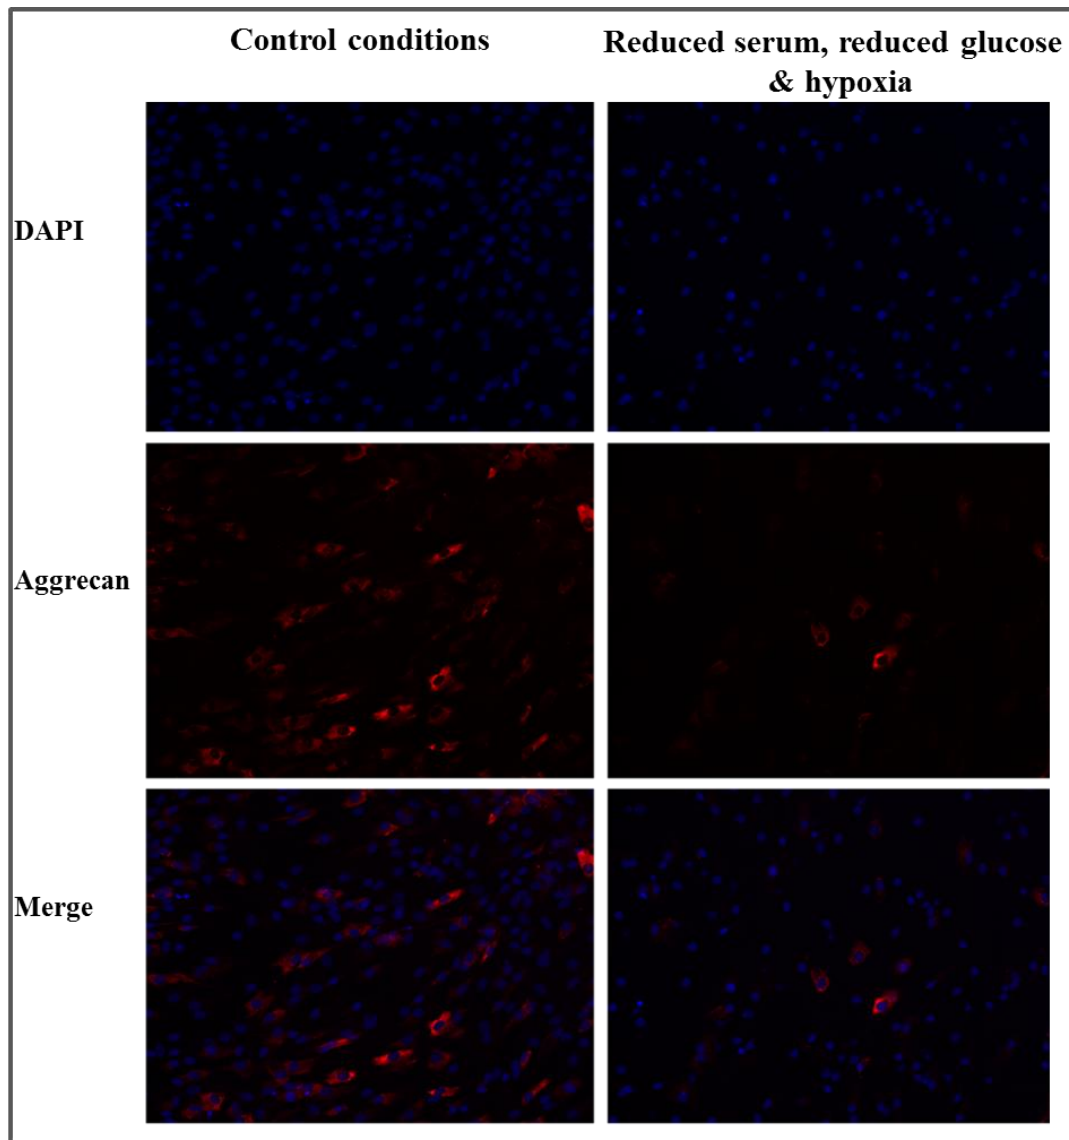 Control conditions
Reduced serum, reduced glucose
& hypoxia
DAPI
Aggrecan
Merge